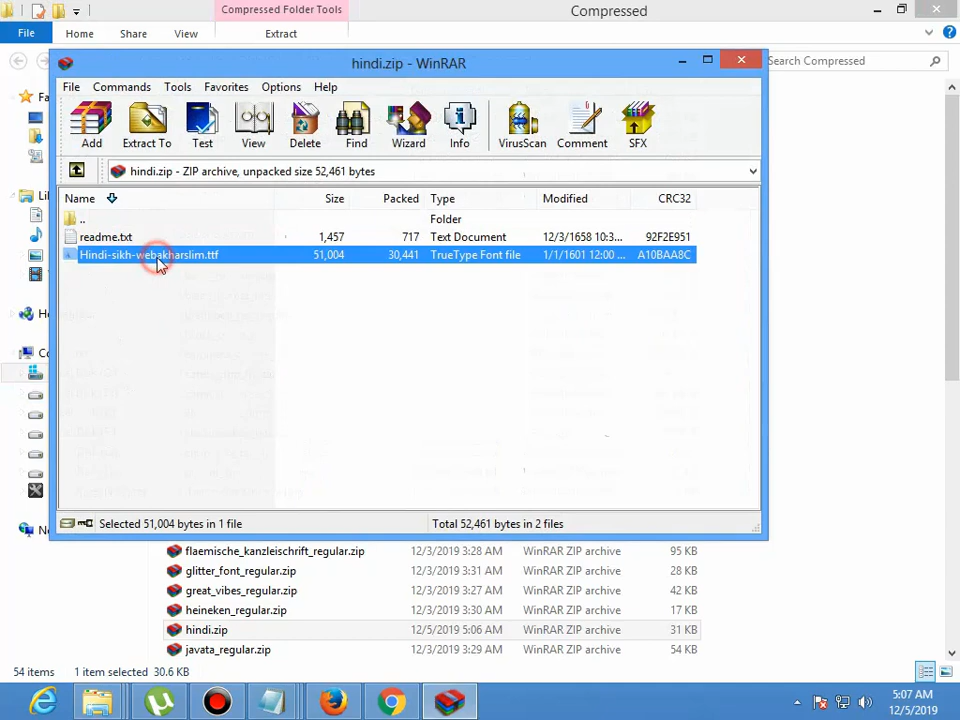 Compressed Folder Tools
Compressed
File Home Share View Extract
hindi.zip - WinRAR
Search Compressed
File Commands Tools Favorites Options Help
Add Extract To Test View Delete Find Wizard Info VirusScan Comment SFX
hindi.zip - ZIP archive, unpacked size 52,461 bytes
Name Size Packed Type Modified CRC32
.. Folder
readme.txt 1,457 717 Text Document 12/3/1658 10:3... 92F2E951
Hindi-sikh-webakharslim.ttf 51,004 30,441 TrueType Font file 1/1/1601 12:00 ... A10BAA8C
Selected 51,004 bytes in 1 file Total 52,461 bytes in 2 files
flaemische_kanzleischrift_regular.zip 12/3/2019 3:28 AM WinRAR ZIP archive 95 KB
glitter_font_regular.zip 12/3/2019 3:31 AM WinRAR ZIP archive 28 KB
great_vibes_regular.zip 12/3/2019 3:30 AM WinRAR ZIP archive 42 KB
heineken_regular.zip 12/3/2019 3:30 AM WinRAR ZIP archive 17 KB
hindi.zip 12/5/2019 5:06 AM WinRAR ZIP archive 31 KB
javata_regular.zip 12/3/2019 3:29 AM WinRAR ZIP archive 54 KB
54 items 1 item selected 30.6 KB
5:07 AM
12/5/2019